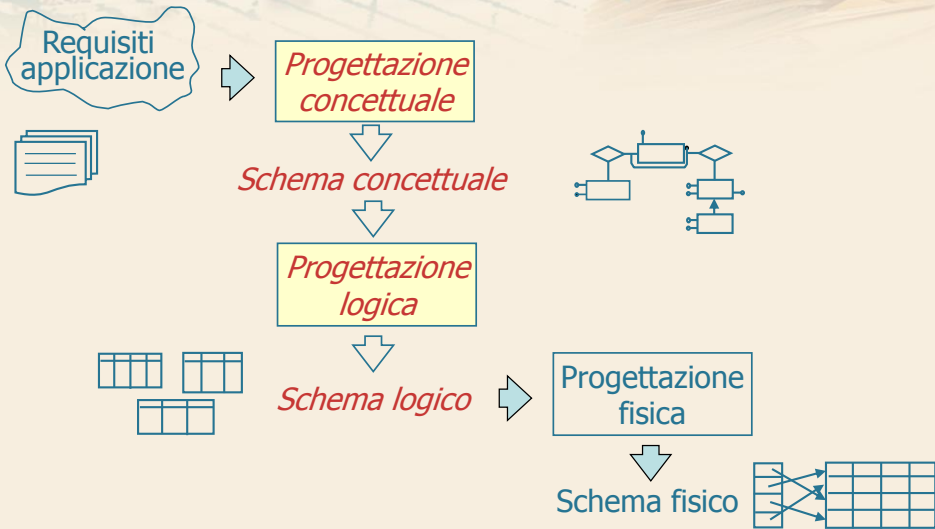 Requisiti
applicazione
Progettazione
concettuale
Schema concettuale
Progettazione
logica
Schema logico
Progettazione
fisica
Schema fisico